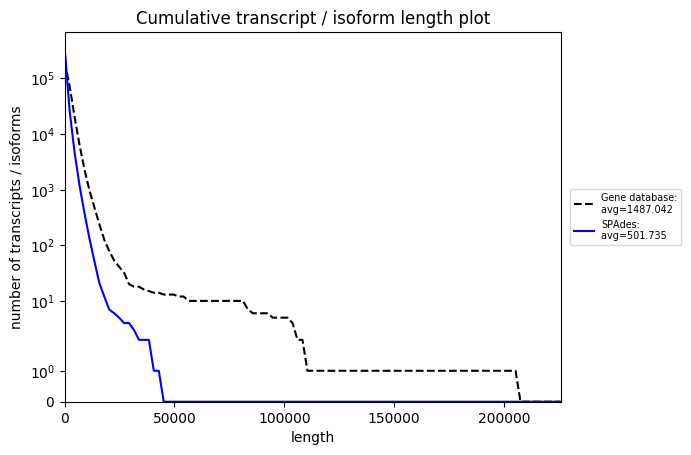 Cumulative transcript / isoform length plot
number of transcripts / isoforms
10^5
10^4
10^3
10^2
10^1
10^0
0
0 50000 100000 150000 200000
length
Gene database:
avg=1487.042
SPAdes:
avg=501.735